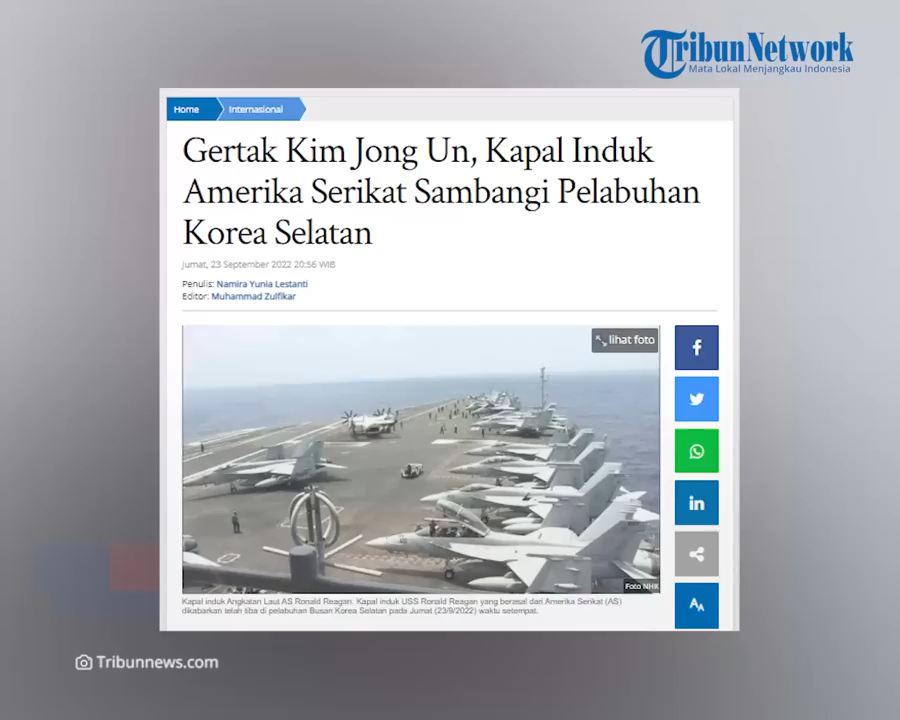 TribunNetwork
Mata Lokal Menjangkau Indonesia
Home
Internasional
Gertak Kim Jong Un, Kapal Induk
Amerika Serikat Sambangi Pelabuhan
Korea Selatan
Jumat, 23 September 2022 20:56 WIB
Penulis: Namira Yunia Lestanti
Editor: Muhammad Zulfikar
lihat foto
f
in
Foto NHK
AA
Kapal induk Angkatan Laut AS Ronald Reagan. Kapal induk USS Ronald Reagan yang berasal dari Amerika Serikat (AS)
dikabarkan telah tiba di pelabuhan Busan Korea Selatan pada Jumat (23/9/2022) waktu setempat.
Tribunnews.com